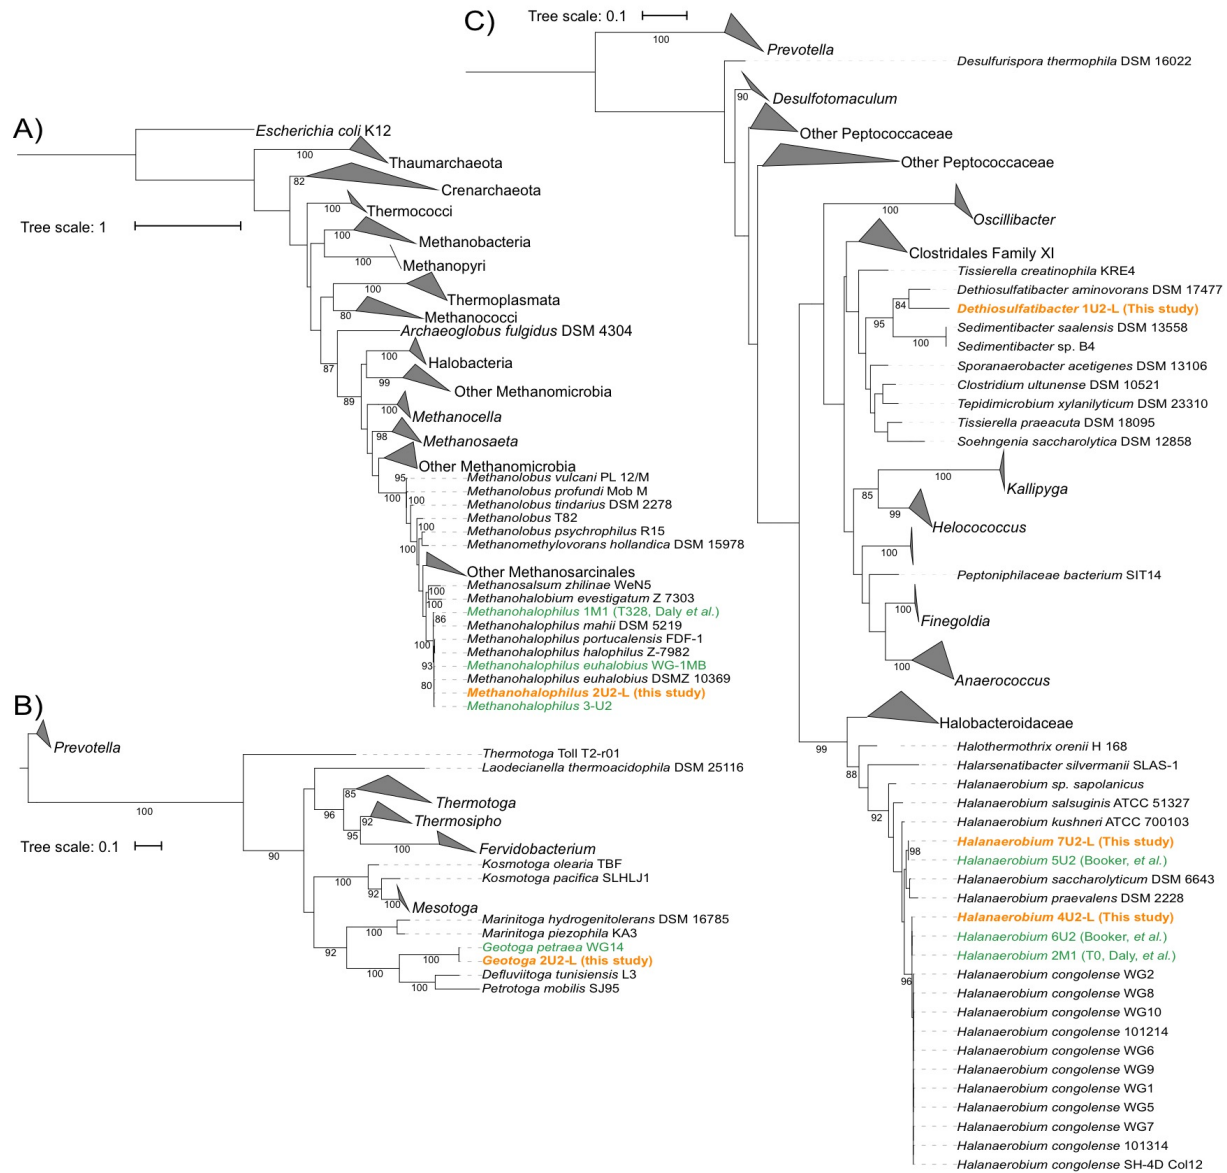 A)
Escherichia coli K12
100
Thaumarchaeota
82
Crenarchaeota
100
Thermococci
Tree scale: 1
100
Methanobacteria
100
Methanopyri
100
Thermoplasmata
80
Methanococci
Archaeoglobus fulgidus DSM 4304
87
100
Halobacteria
99
Other Methanomicrobia
89
100
Methanocella
98
Methanosaeta
Other Methanomicrobia
95
Methanolobus vulcani PL 12/M
Methanolobus profundi Mob M
100
100
Methanolobus tindarius DSM 2278
Methanolobus T82
100
Methanolobus psychrophilus R15
100
Methanomethylovorans hollandica DSM 15978
Other Methanosarcinales
Methanosalsum zhilinae WeN5
100
Methanohalobium evestigatum Z 7303
100
Methanohalophilus 1M1 (T328, Daly et al.)
86
Methanohalophilus mahii DSM 5219
Methanohalophilus portucalensis FDF-1
100
Methanohalophilus halophilus Z-7982
93
Methanohalophilus euhalobius WG-1MB
Methanohalophilus euhalobius DSMZ 10369
80
Methanohalophilus 2U2-L (this study)
Methanohalophilus 3-U2
B)
Prevotella
100
Tree scale: 0.1
Thermotoga Toll T2-r01
Laodecianella thermoacidophila DSM 25116
85
Thermotoga
96
92
Thermosipho
95
100
Fervidobacterium
90
Kosmotoga olearia TBF
100
Kosmotoga pacifica SLHLJ1
92
100
Mesotoga
Marinitoga hydrogenitolerans DSM 16785
100
Marinitoga piezophila KA3
92
Geotoga petraea WG14
100
Geotoga 2U2-L (this study)
100
Defluviitoga tunisiensis L3
100
Petrotoga mobilis SJ95
C)
Tree scale: 0.1
100
Prevotella
Desulfurispora thermophila DSM 16022
90
Desulfotomaculum
Other Peptococcaceae
Other Peptococcaceae
100
Oscillibacter
Clostridales Family XI
Tissierella creatinophila KRE4
Dethiosulfatibacter aminovorans DSM 17477
84
Dethiosulfatibacter 1U2-L (This study)
95
Sedimentibacter saalensis DSM 13558
100
Sedimentibacter sp. B4
Sporanaerobacter acetigenes DSM 13106
Clostridium ultunense DSM 10521
Tepidimicrobium xylanilyticum DSM 23310
Tissierella praeacuta DSM 18095
Soehngenia saccharolytica DSM 12858
100
Kallipyga
85
99
Helcococcus
100
Peptoniphilaceae bacterium SIT14
100
Finegoldia
100
Anaerococcus
Halobacteroidaceae
99
Halothermothrix orenii H 168
Halarsenatibacter silvermanii SLAS-1
88
Halanaerobium sp. sapolanicus
Halanaerobium salsuginis ATCC 51327
92
Halanaerobium kushneri ATCC 700103
Halanaerobium 7U2-L (This study)
98
Halanaerobium 5U2 (Booker, et al.)
Halanaerobium saccharolyticum DSM 6643
Halanaerobium praevalens DSM 2228
Halanaerobium 4U2-L (This study)
Halanaerobium 6U2 (Booker, et al.)
Halanaerobium 2M1 (T0, Daly, et al.)
96
Halanaerobium congolense WG2
Halanaerobium congolense WG8
Halanaerobium congolense WG10
Halanaerobium congolense 101214
Halanaerobium congolense WG6
Halanaerobium congolense WG9
Halanaerobium congolense WG1
Halanaerobium congolense WG5
Halanaerobium congolense WG7
Halanaerobium congolense 101314
Halanaerobium congolense SH-4D Col12